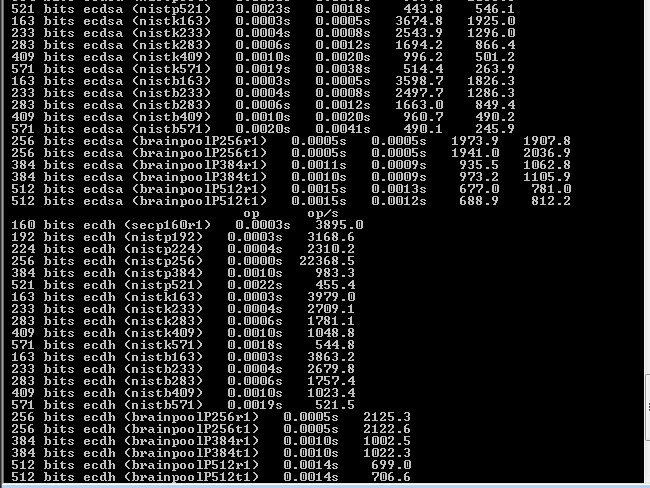 521 bits ecdsa (nistp521) 0.0023s 0.0018s 443.8 546.1
163 bits ecdsa (nistk163) 0.0003s 0.0005s 3674.8 1925.0
233 bits ecdsa (nistk233) 0.0004s 0.0008s 2543.9 1296.0
283 bits ecdsa (nistk283) 0.0006s 0.0012s 1694.2 866.4
409 bits ecdsa (nistk409) 0.0010s 0.0020s 996.2 501.2
571 bits ecdsa (nistk571) 0.0019s 0.0038s 514.4 263.9
163 bits ecdsa (nistb163) 0.0003s 0.0005s 3598.7 1826.3
233 bits ecdsa (nistb233) 0.0004s 0.0008s 2497.7 1286.3
283 bits ecdsa (nistb283) 0.0006s 0.0012s 1663.0 849.4
409 bits ecdsa (nistb409) 0.0010s 0.0020s 960.7 490.2
571 bits ecdsa (nistb571) 0.0020s 0.0041s 490.1 245.9
256 bits ecdsa (brainpoolP256r1) 0.0005s 0.0005s 1973.9 1907.8
256 bits ecdsa (brainpoolP256t1) 0.0005s 0.0005s 1941.0 2036.9
384 bits ecdsa (brainpoolP384r1) 0.0011s 0.0009s 935.5 1062.8
384 bits ecdsa (brainpoolP384t1) 0.0010s 0.0009s 973.2 1105.9
512 bits ecdsa (brainpoolP512r1) 0.0015s 0.0013s 677.0 781.0
512 bits ecdsa (brainpoolP512t1) 0.0015s 0.0012s 688.9 812.2
op op/s
160 bits ecdh (secp160r1) 0.0003s 3895.0
192 bits ecdh (nistp192) 0.0003s 3168.6
224 bits ecdh (nistp224) 0.0004s 2310.2
256 bits ecdh (nistp256) 0.0000s 22368.5
384 bits ecdh (nistp384) 0.0010s 983.3
521 bits ecdh (nistp521) 0.0022s 455.4
163 bits ecdh (nistk163) 0.0003s 3979.0
233 bits ecdh (nistk233) 0.0004s 2709.1
283 bits ecdh (nistk283) 0.0006s 1781.1
409 bits ecdh (nistk409) 0.0010s 1048.8
571 bits ecdh (nistk571) 0.0018s 544.8
163 bits ecdh (nistb163) 0.0003s 3863.2
233 bits ecdh (nistb233) 0.0004s 2679.8
283 bits ecdh (nistb283) 0.0006s 1757.4
409 bits ecdh (nistb409) 0.0010s 1023.4
571 bits ecdh (nistb571) 0.0019s 521.5
256 bits ecdh (brainpoolP256r1) 0.0005s 2125.3
256 bits ecdh (brainpoolP256t1) 0.0005s 2122.6
384 bits ecdh (brainpoolP384r1) 0.0010s 1002.5
384 bits ecdh (brainpoolP384t1) 0.0010s 1022.3
512 bits ecdh (brainpoolP512r1) 0.0014s 699.0
512 bits ecdh (brainpoolP512t1) 0.0014s 706.6